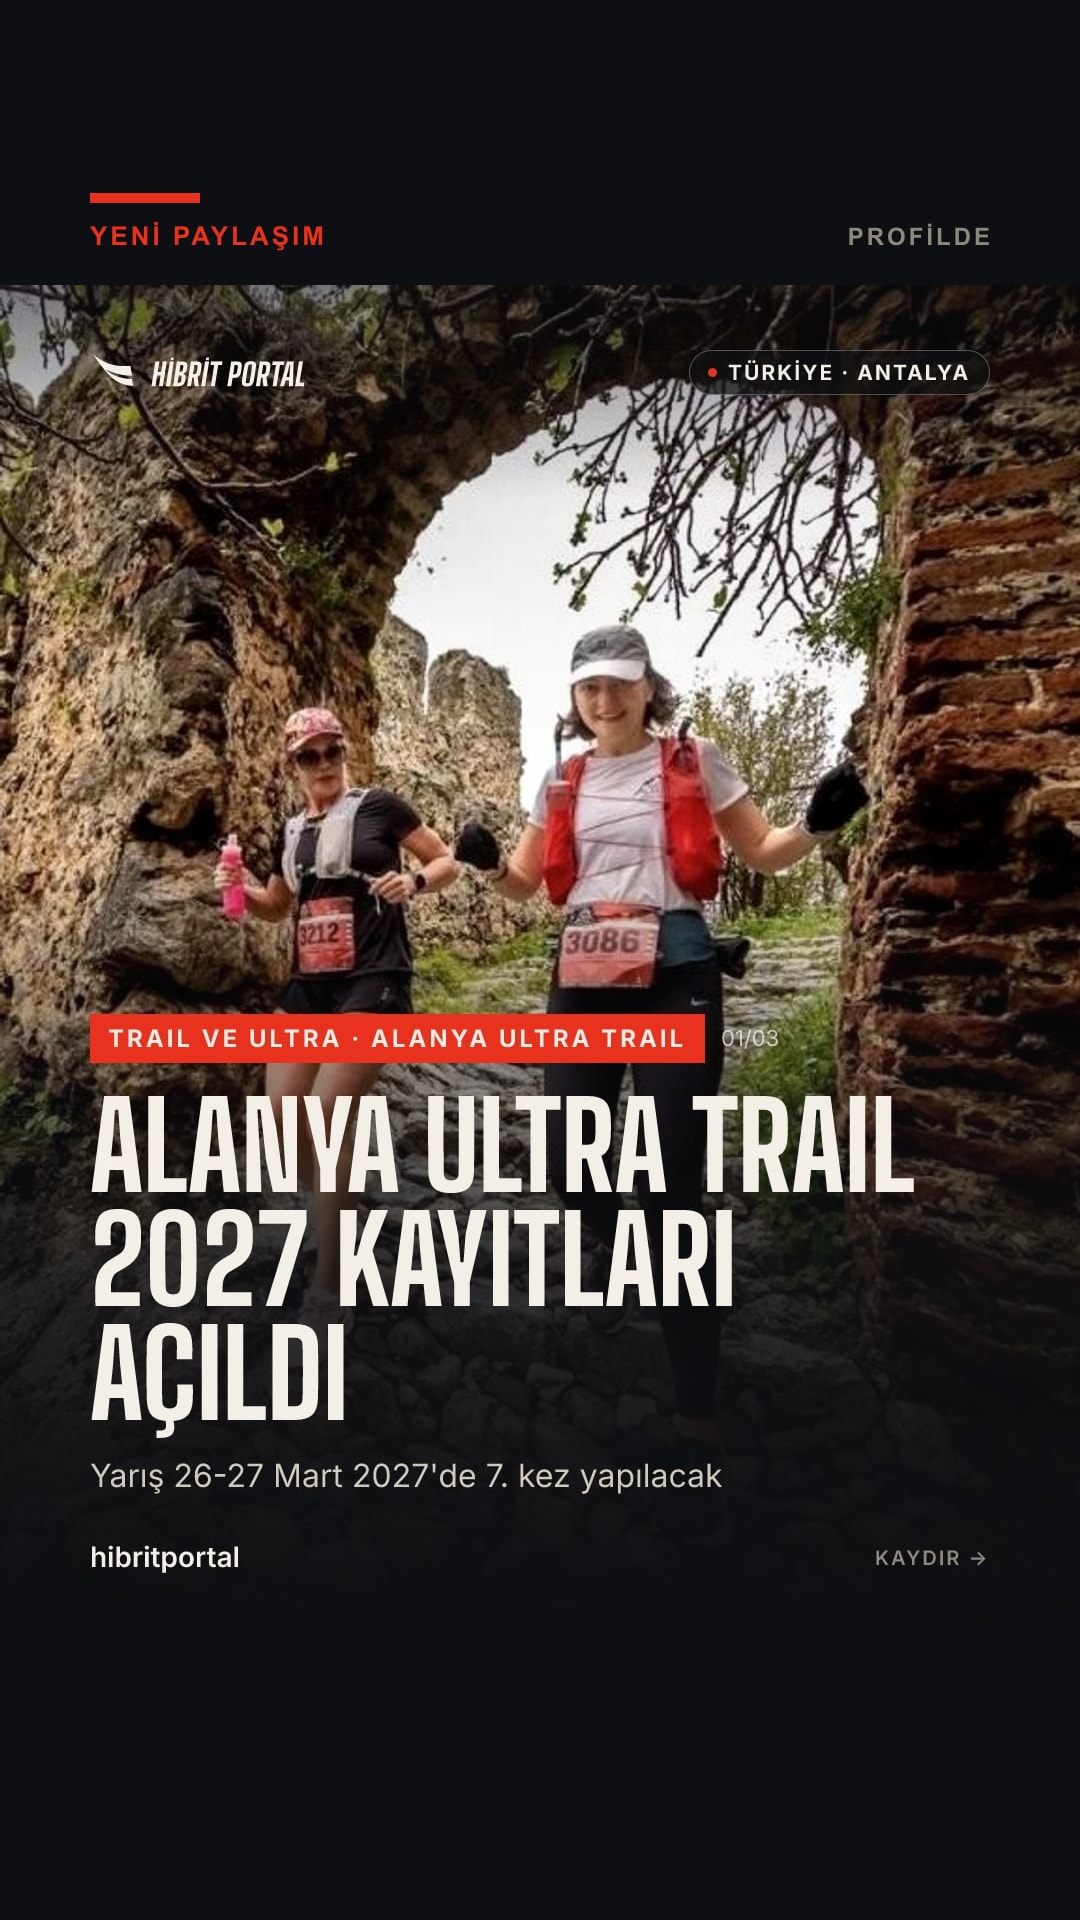 YENİ PAYLAŞIM
PROFİLDE
HİBRİT PORTAL
TÜRKİYE · ANTALYA
3212
3086
TRAIL VE ULTRA · ALANYA ULTRA TRAIL
01/03
ALANYA ULTRA TRAIL
2027 KAYITLARI
AÇILDI
Yarış 26-27 Mart 2027'de 7. kez yapılacak
hibritportal
KAYDIR →